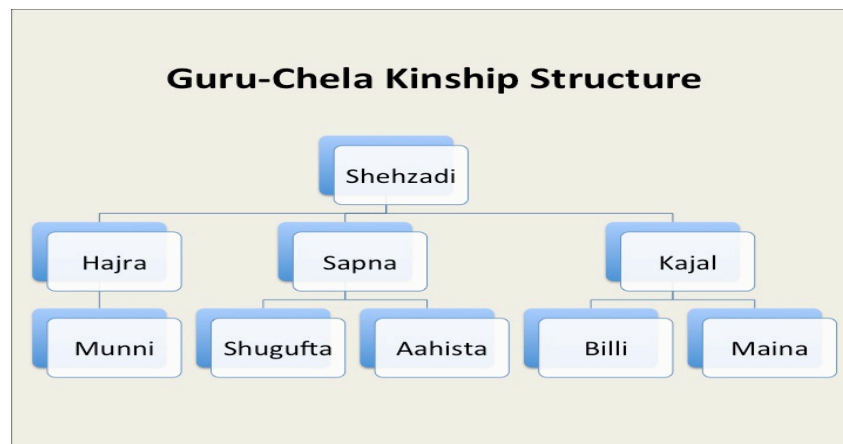 Guru-Chela Kinship Structure
Shehzadi
Hajra
Sapna
Kajal
Munni
Shugufta
Aahista
Billi
Maina